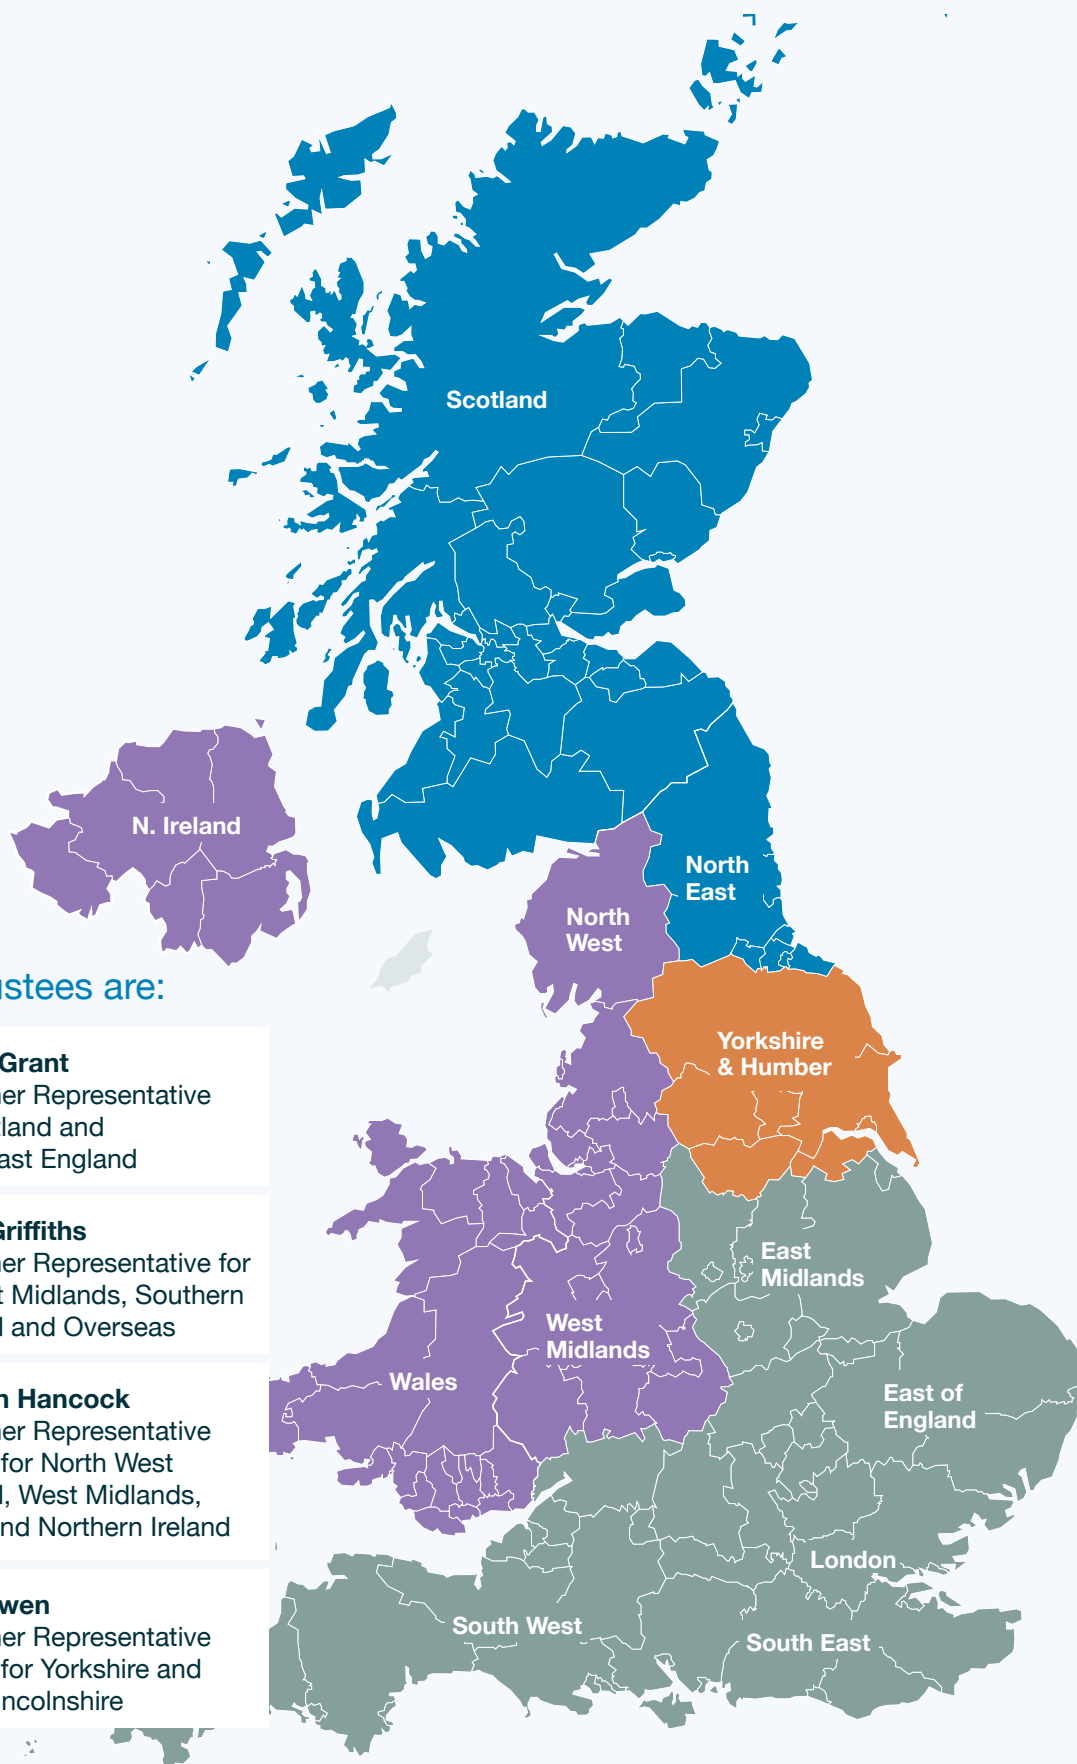 Scotland
N. Ireland
North
East
North
West
ustees are:
Yorkshire
& Humber
Grant
er Representative
land and
ast England
Griffiths
er Representative for
t Midlands, Southern
d and Overseas
East
Midlands
West
Midlands
Wales
East of
England
n Hancock
er Representative
for North West
d, West Midlands,
nd Northern Ireland
London
wen
er Representative
for Yorkshire and
incolnshire
South West
South East